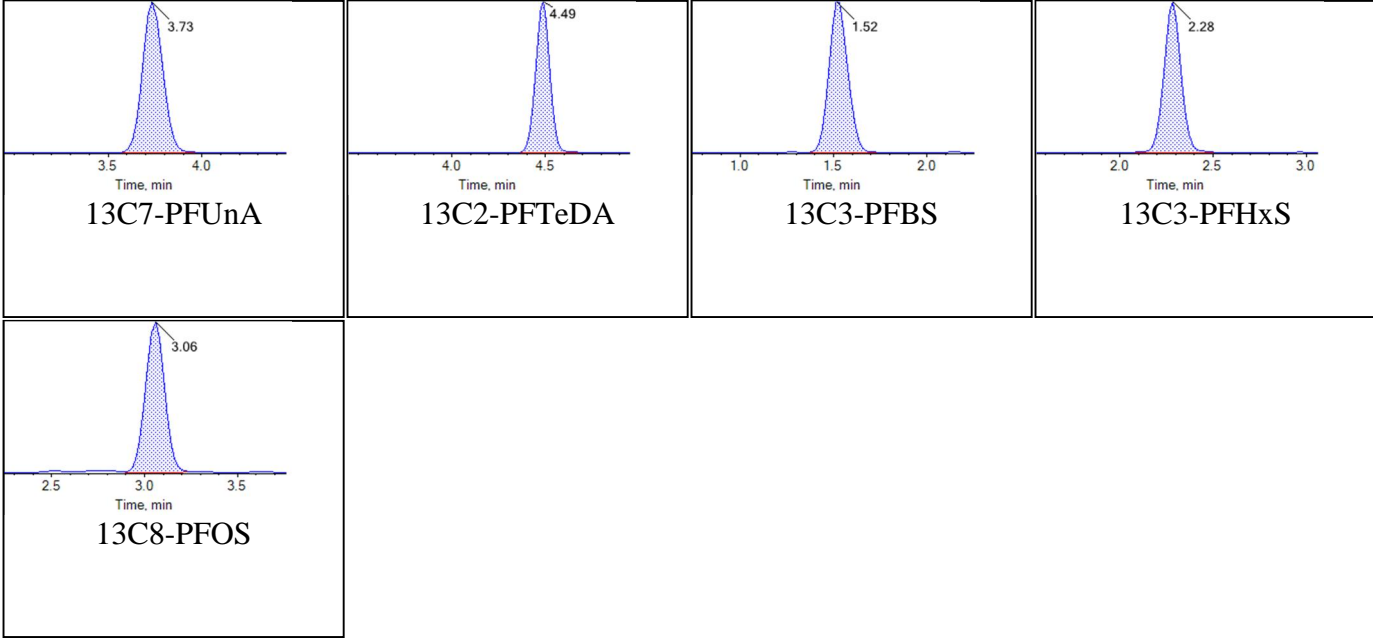 3.73
3.5 4.0
Time, min
13C7-PFUnA
4.49
4.0 4.5
Time, min
13C2-PFTeDA
1.52
1.0 1.5 2.0
Time, min
13C3-PFBS
2.28
2.0 2.5 3.0
Time, min
13C3-PFHxS
3.06
2.5 3.0 3.5
Time, min
13C8-PFOS